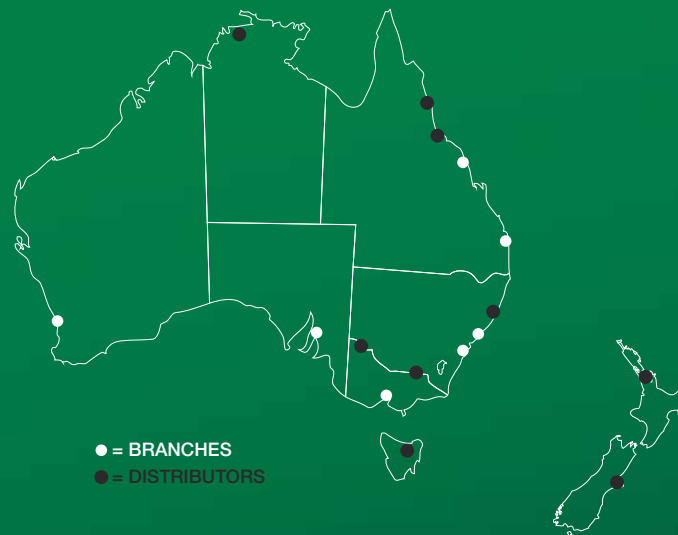 = BRANCHES
= DISTRIBUTORS